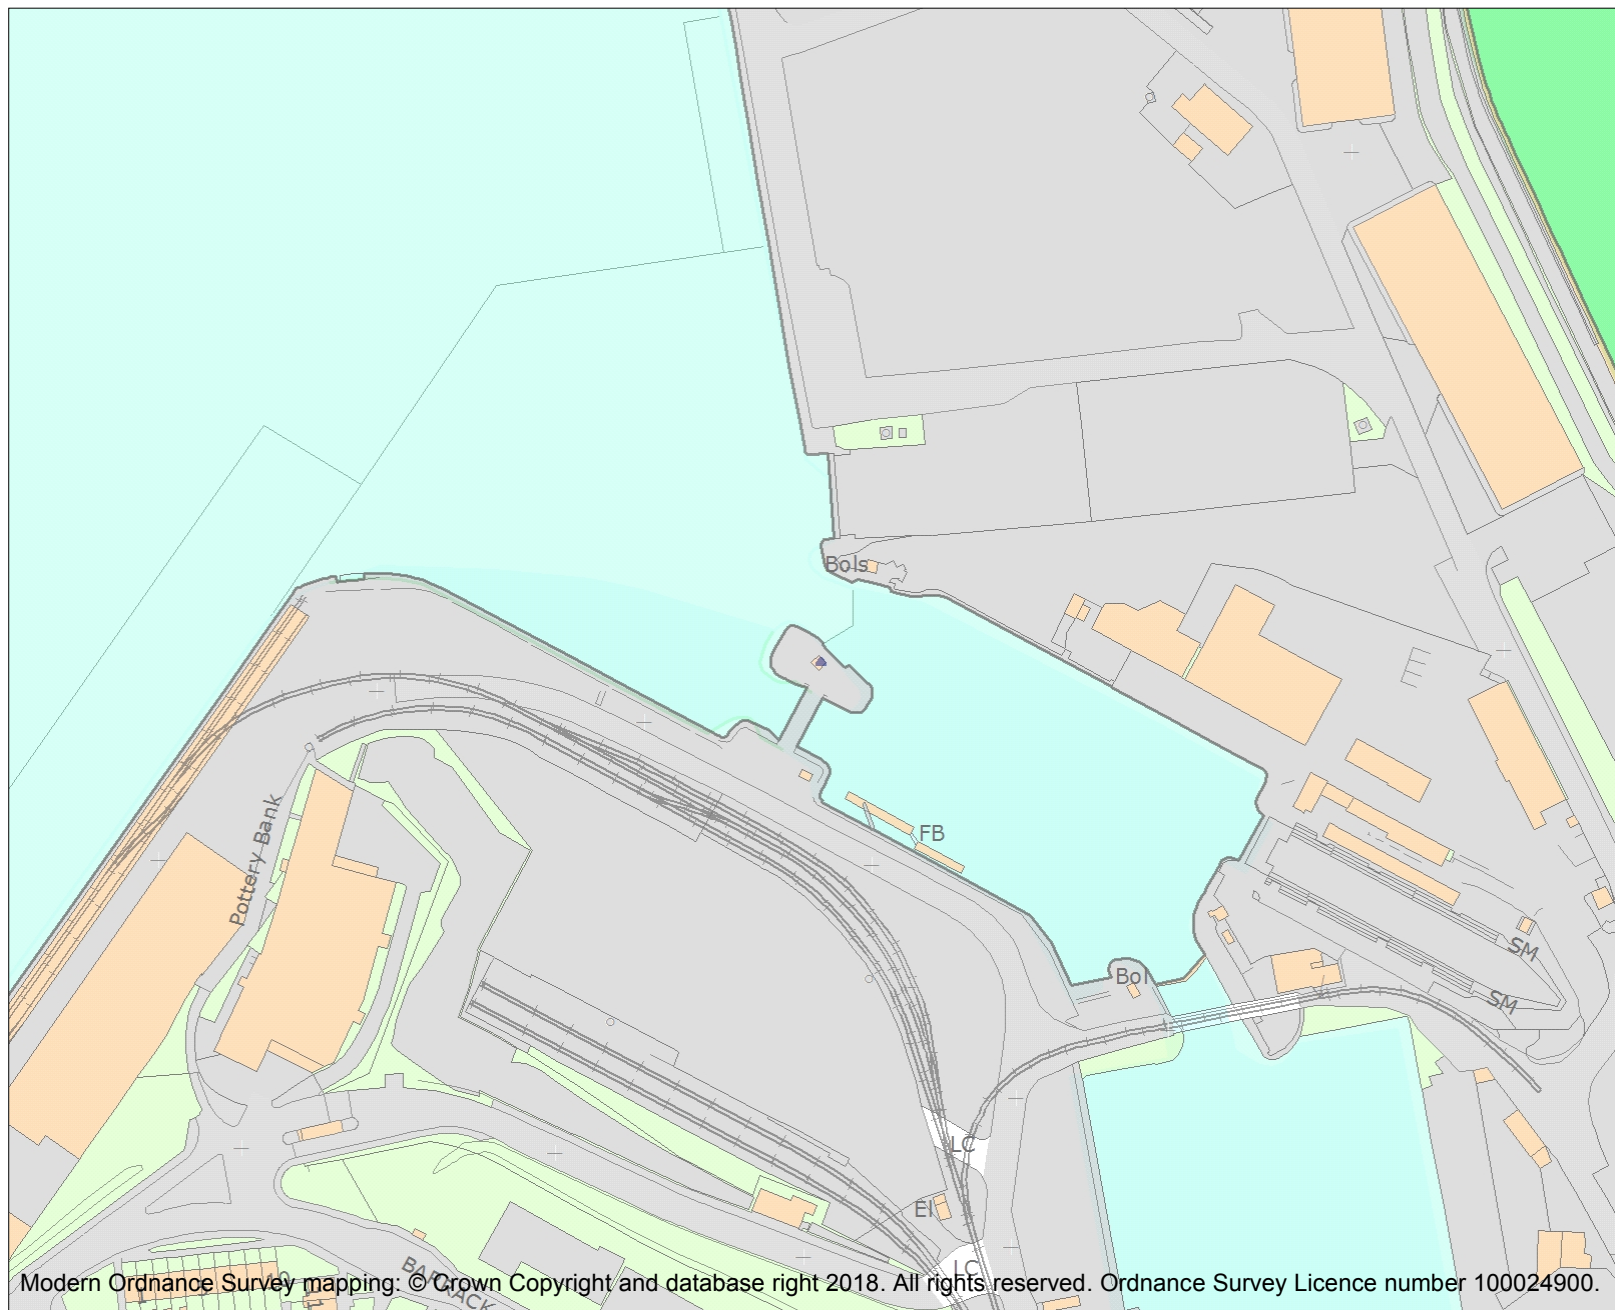 Bols
FB
Pottery Bank
SM
SM
Bol
LC
El
LC
BARRACK
Modern Ordnance Survey mapping: © Crown Copyright and database right 2018. All rights reserved. Ordnance Survey Licence number 100024900.